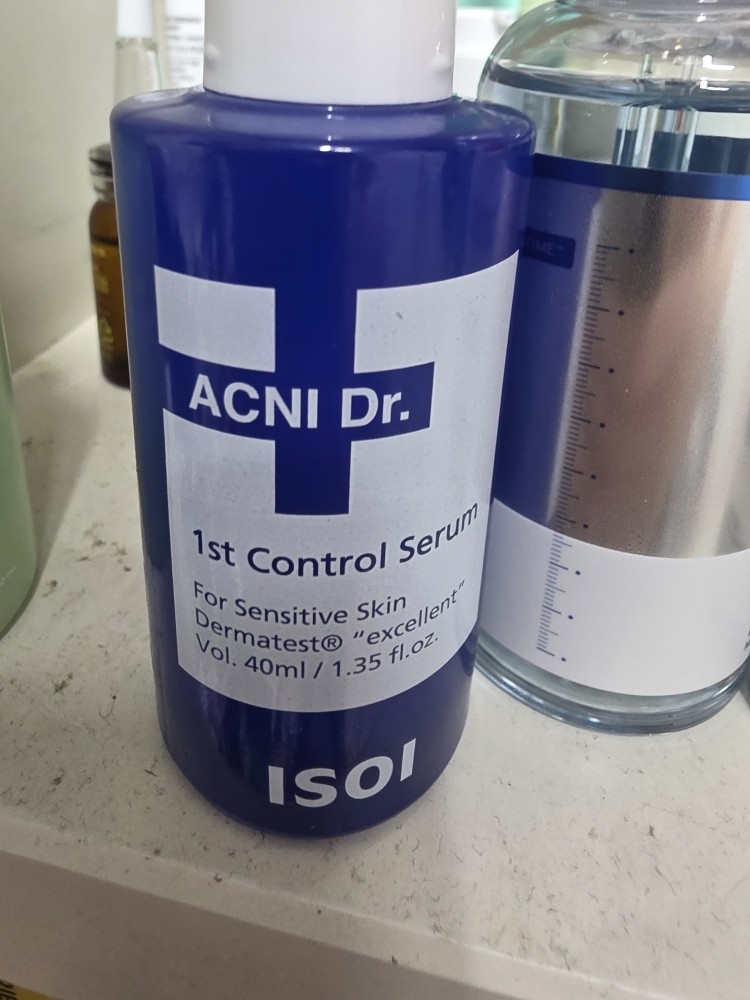 ACNI Dr.
1st Control Serum
For Sensitive Skin
Dermatest® "excellent"
Vol. 40ml / 1.35 fl.oz.
ISOI